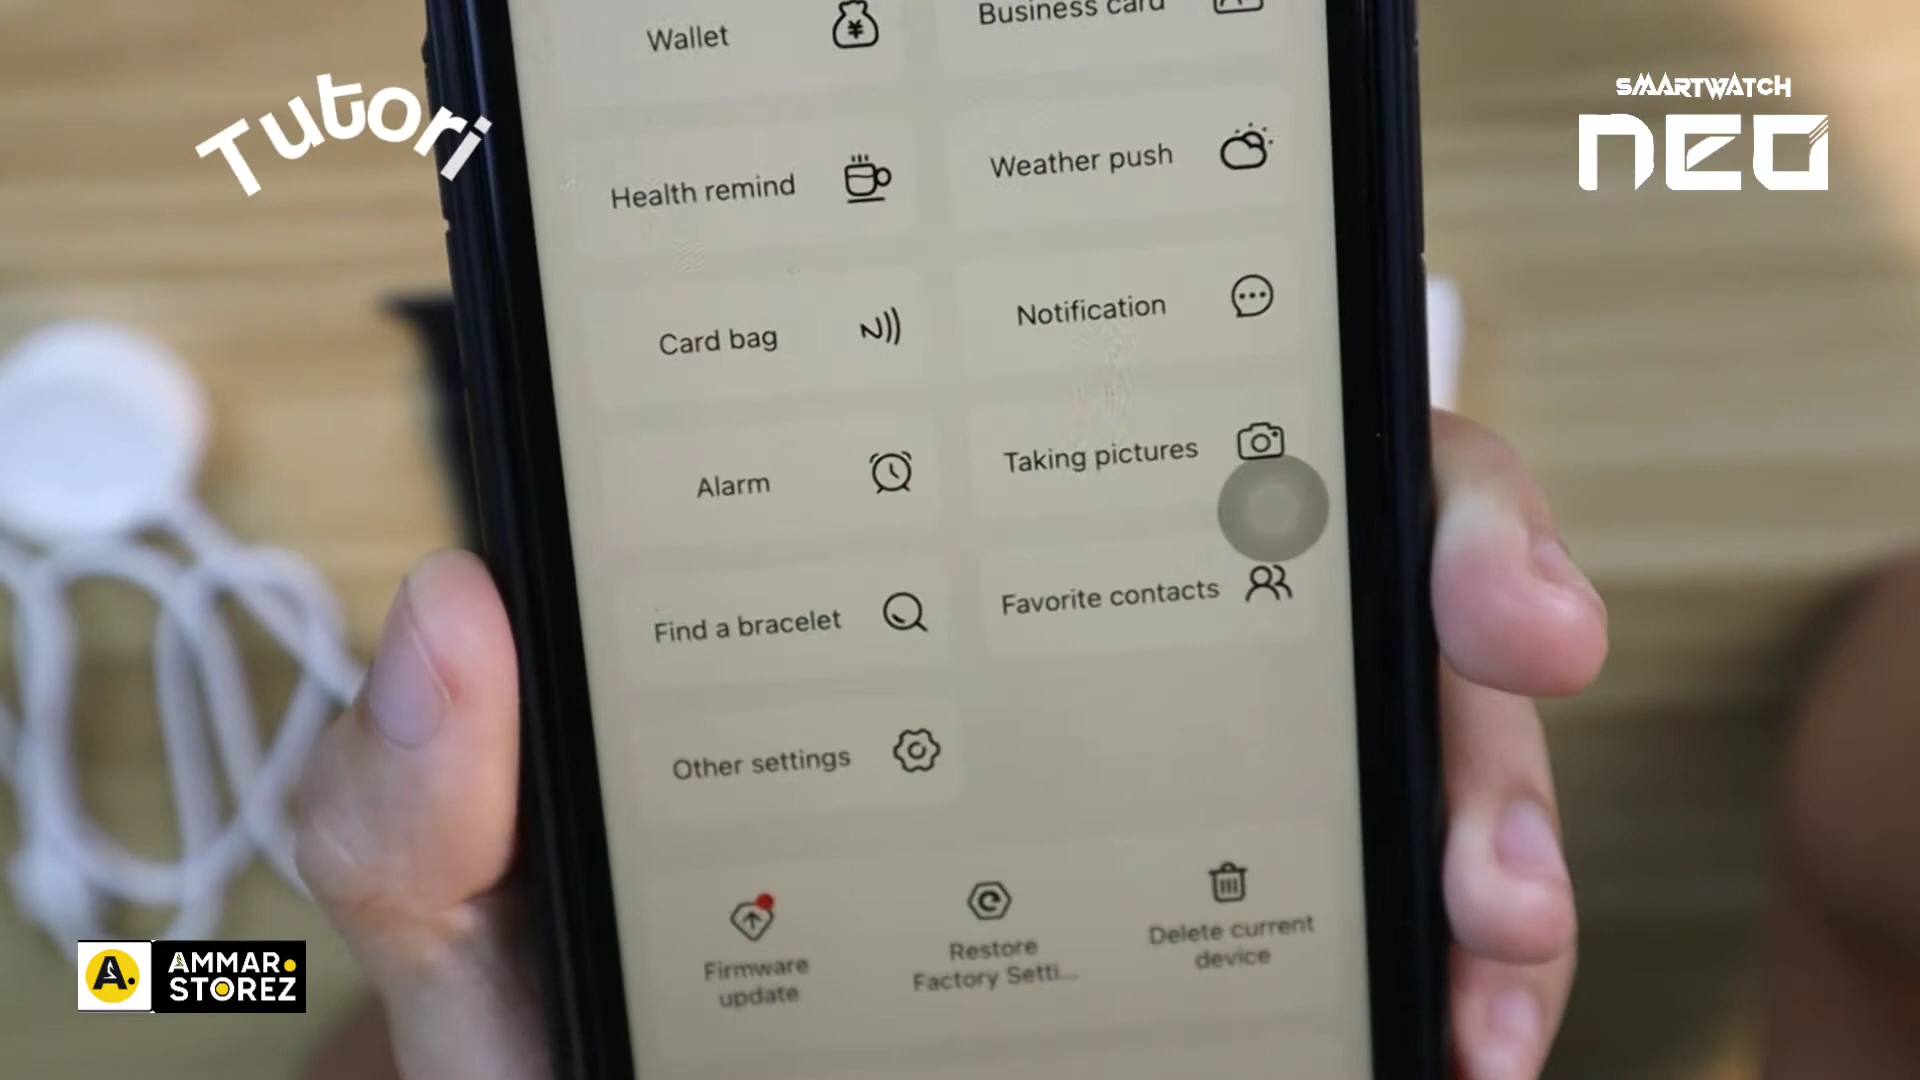 Wallet
Business card
Tutori
SMARTWATCH
NEO
Health remind
Weather push
Card bag
Notification
Alarm
Taking pictures
Find a bracelet
Favorite contacts
Other settings
Firmware
update
Restore
Factory Setti...
Delete current
device
A.
AMMAR
STOREZ